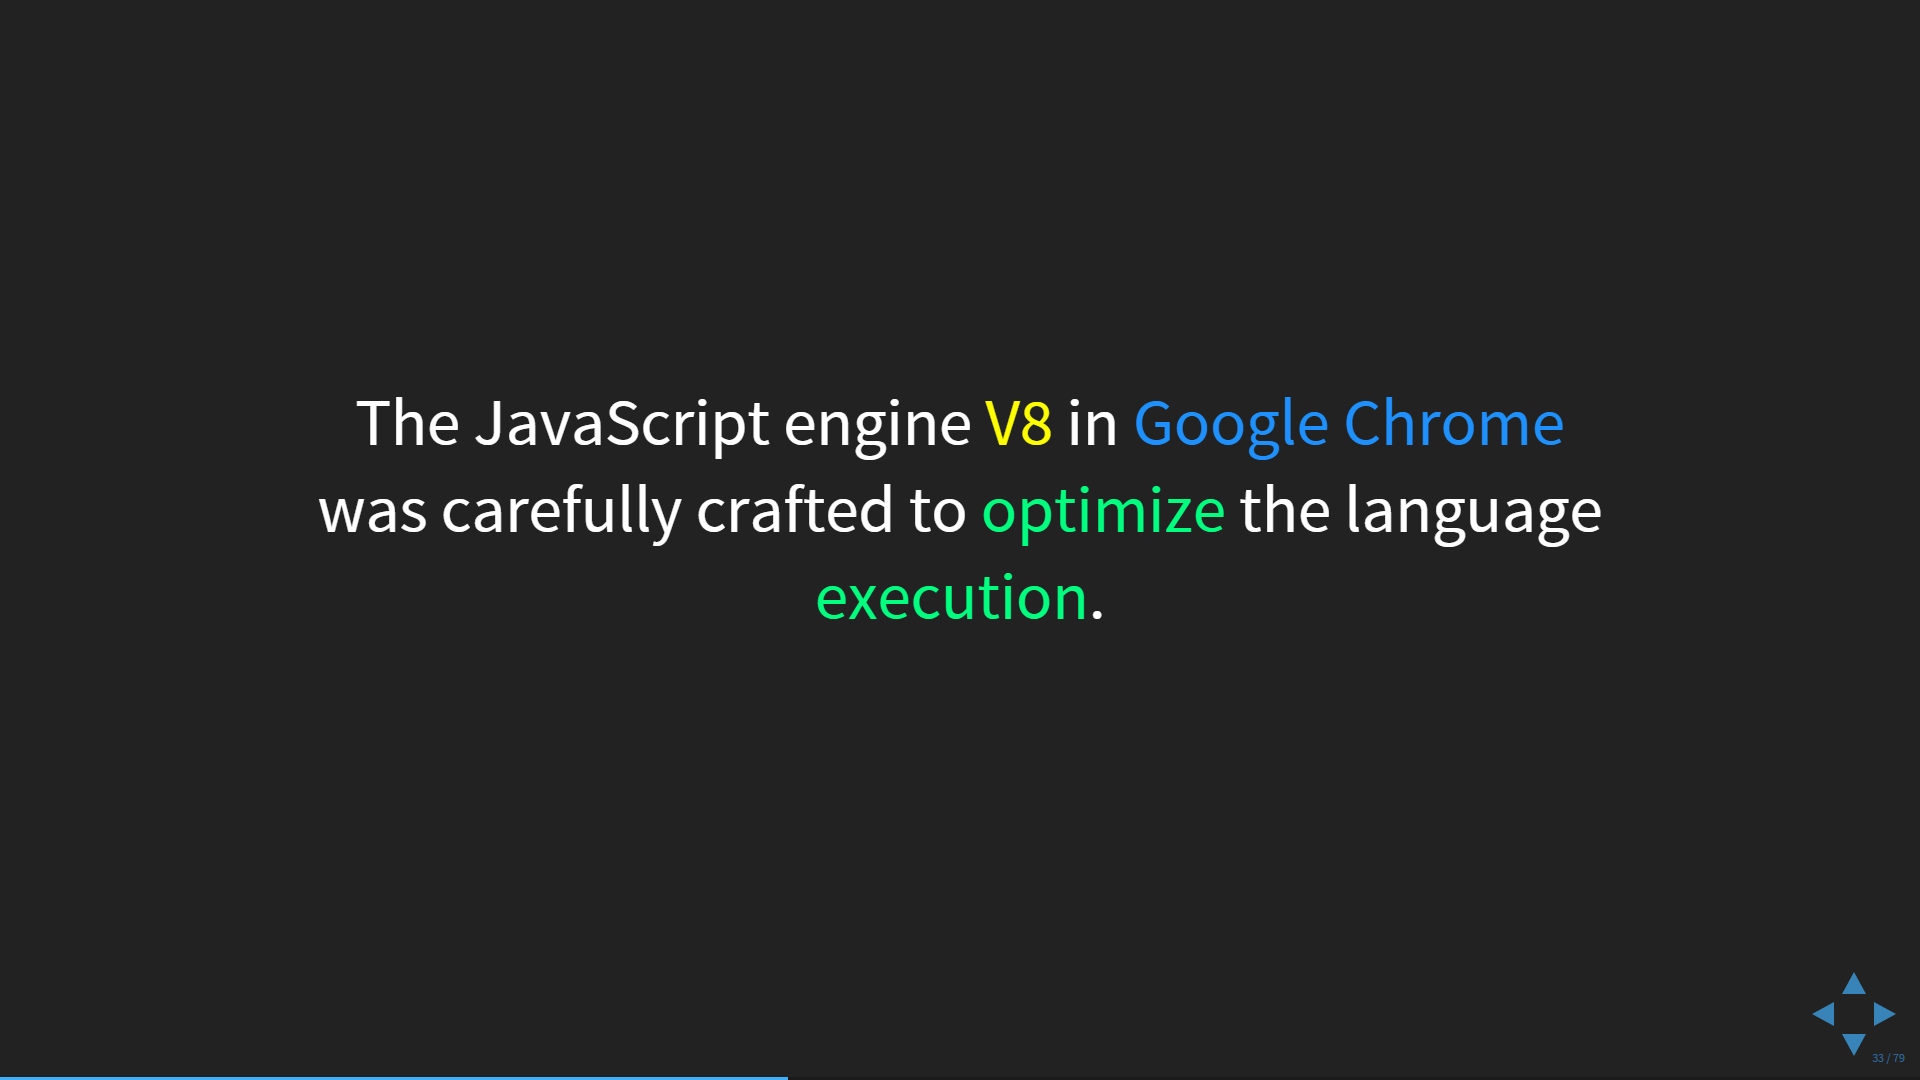 The JavaScript engine V8 in Google Chrome
was carefully crafted to optimize the language
execution.
33 / 79